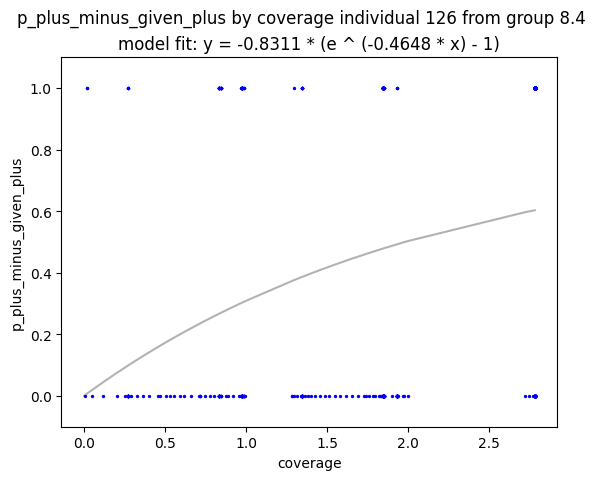 p_plus_minus_given_plus by coverage individual 126 from group 8.4
model fit: y = -0.8311 * (e ^ (-0.4648 * x) - 1)
p_plus_minus_given_plus
1.0
0.8
0.6
0.4
0.2
0.0
0.0 0.5 1.0 1.5 2.0 2.5
coverage